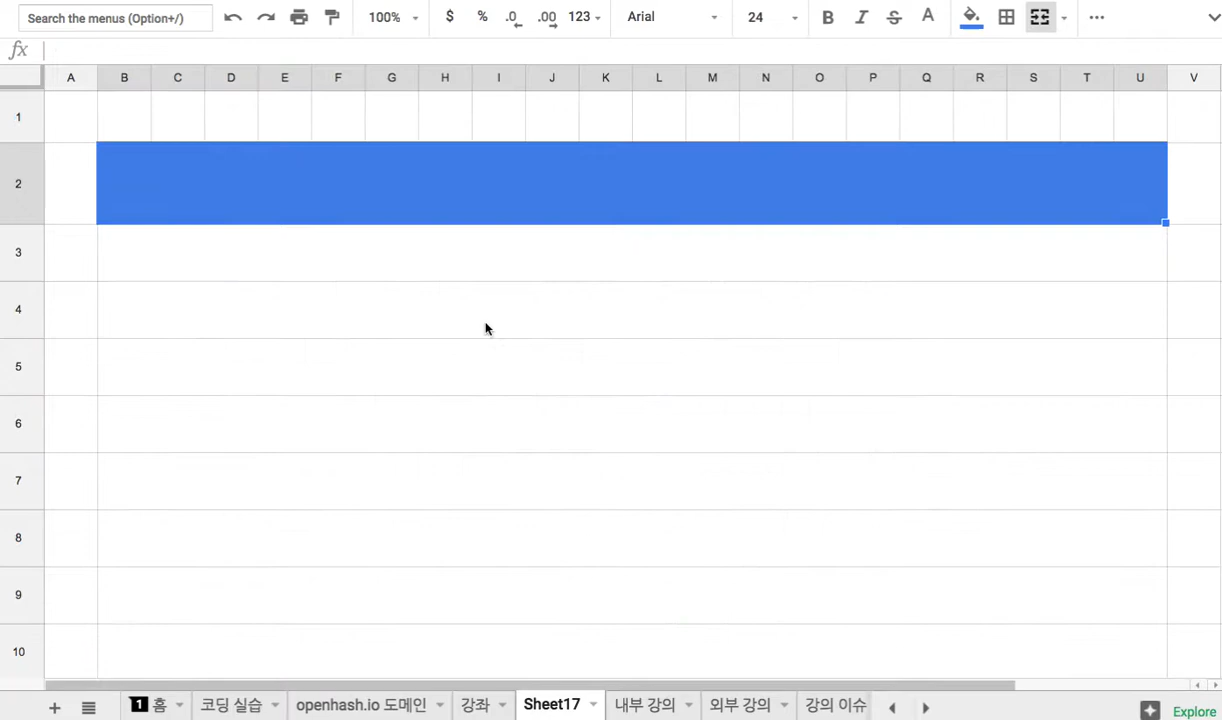 Search the menus (Option+/) 100% $ % .0 .00 123 Arial 24 B I S A
fx
A B C D E F G H I J K L M N O P Q R S T U V
1
2
3
4
5
6
7
8
9
10
+ 1 홈 코딩 실습 openhash.io 도메인 강좌 Sheet17 내부 강의 외부 강의 강의 이슈 Explore